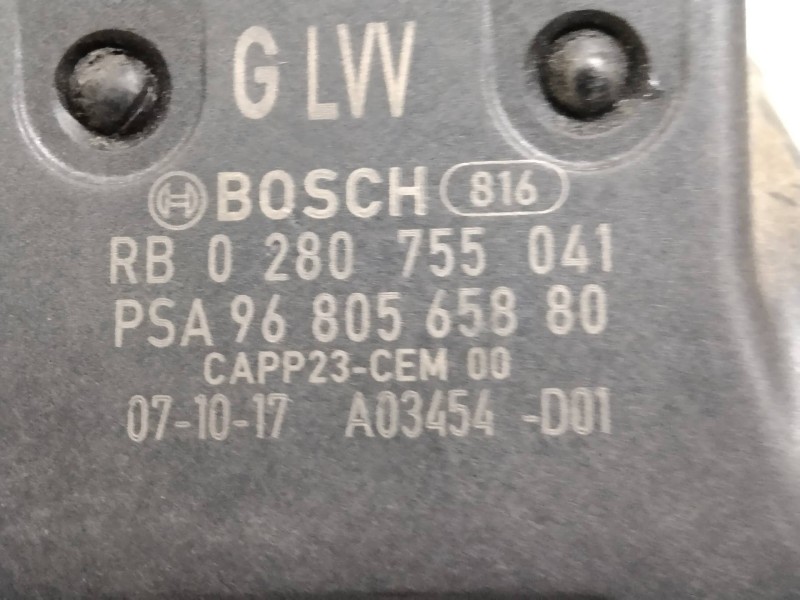 G LVV
BOSCH 816
RB 0 280 755 041
PSA 96 805 658 80
CAPP23-CEM 00
07-10-17 A03454 -D01